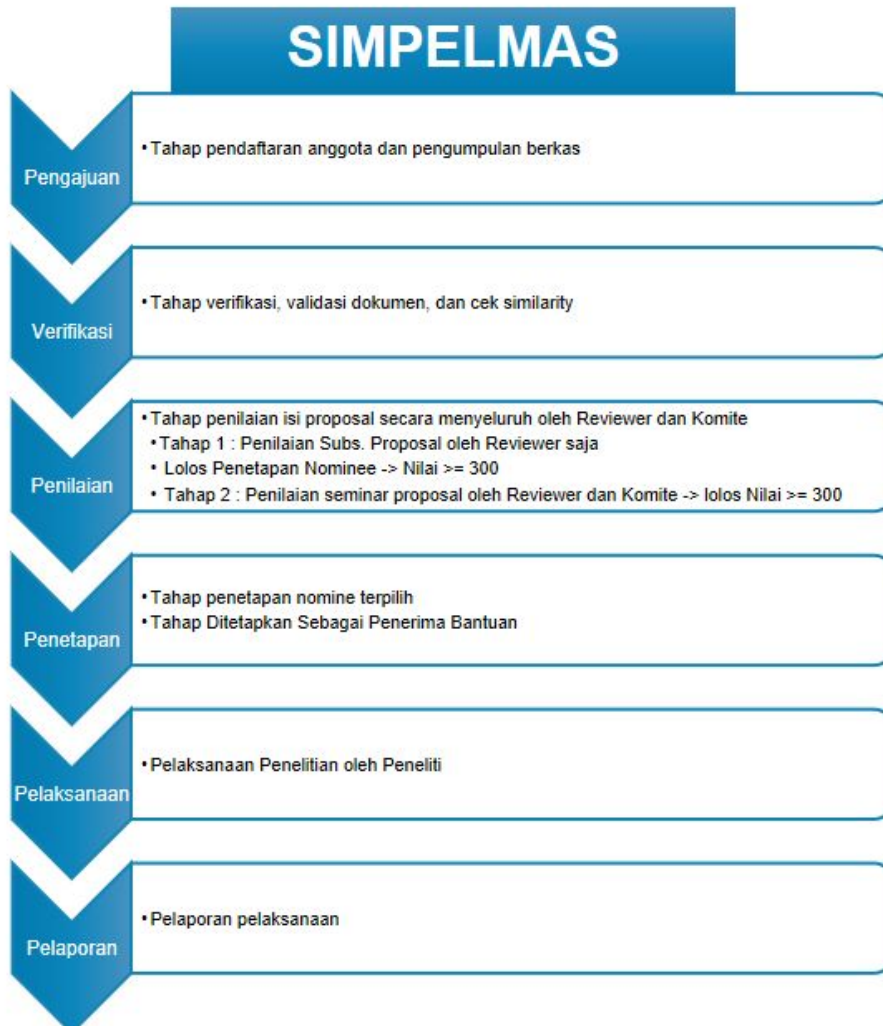 SIMPELMAS
Pengajuan
• Tahap pendaftaran anggota dan pengumpulan berkas
Verifikasi
• Tahap verifikasi, validasi dokumen, dan cek similarity
Penilaian
• Tahap penilaian isi proposal secara menyeluruh oleh Reviewer dan Komite
• Tahap 1 : Penilaian Subs. Proposal oleh Reviewer saja
• Lolos Penetapan Nominee -> Nilai >= 300
• Tahap 2 : Penilaian seminar proposal oleh Reviewer dan Komite -> lolos Nilai >= 300
Penetapan
• Tahap penetapan nomine terpilih
• Tahap Ditetapkan Sebagai Penerima Bantuan
Pelaksanaan
• Pelaksanaan Penelitian oleh Peneliti
Pelaporan
• Pelaporan pelaksanaan